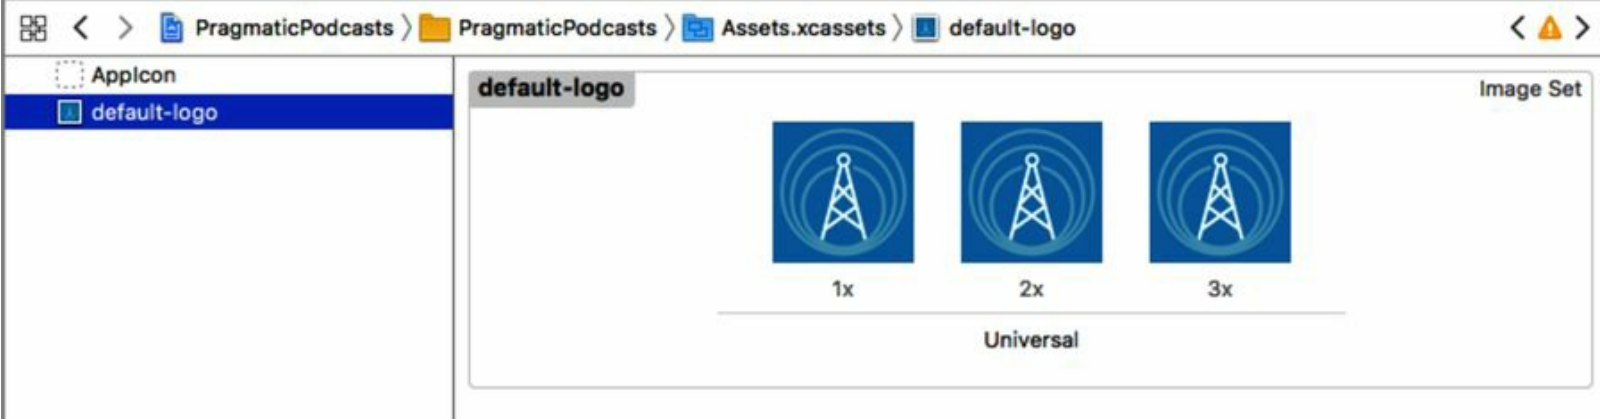 PragmaticPodcasts PragmaticPodcasts Assets.xcassets default-logo
AppIcon
default-logo
default-logo
Image Set
1x 2x 3x
Universal